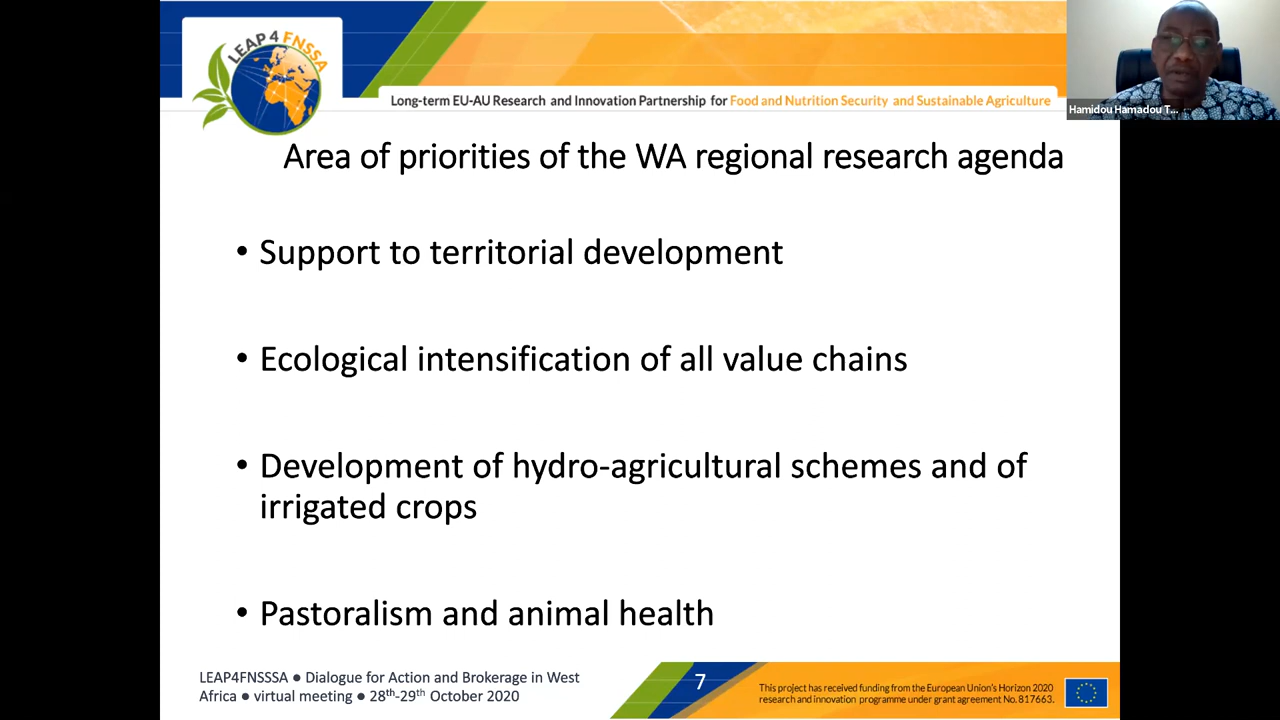 LEAP 4 FNSSA
Long-term EU-AU Research and Innovation Partnership for Food and Nutrition Security and Sustainable Agriculture
Hamidou Hamadou T...
Area of priorities of the WA regional research agenda
• Support to territorial development
• Ecological intensification of all value chains
• Development of hydro-agricultural schemes and of
irrigated crops
• Pastoralism and animal health
LEAP4FNSSSA ● Dialogue for Action and Brokerage in West
Africa ● virtual meeting ● 28th-29th October 2020
7
This project has received funding from the European Union's Horizon 2020
research and innovation programme under grant agreement No. 817663.